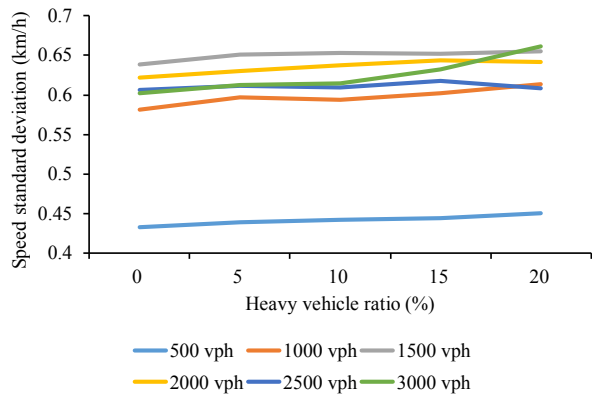 Speed standard deviation (km/h)
0.7
0.65
0.6
0.55
0.5
0.45
0.4
0 5 10 15 20
Heavy vehicle ratio (%)
500 vph 1000 vph 1500 vph
2000 vph 2500 vph 3000 vph